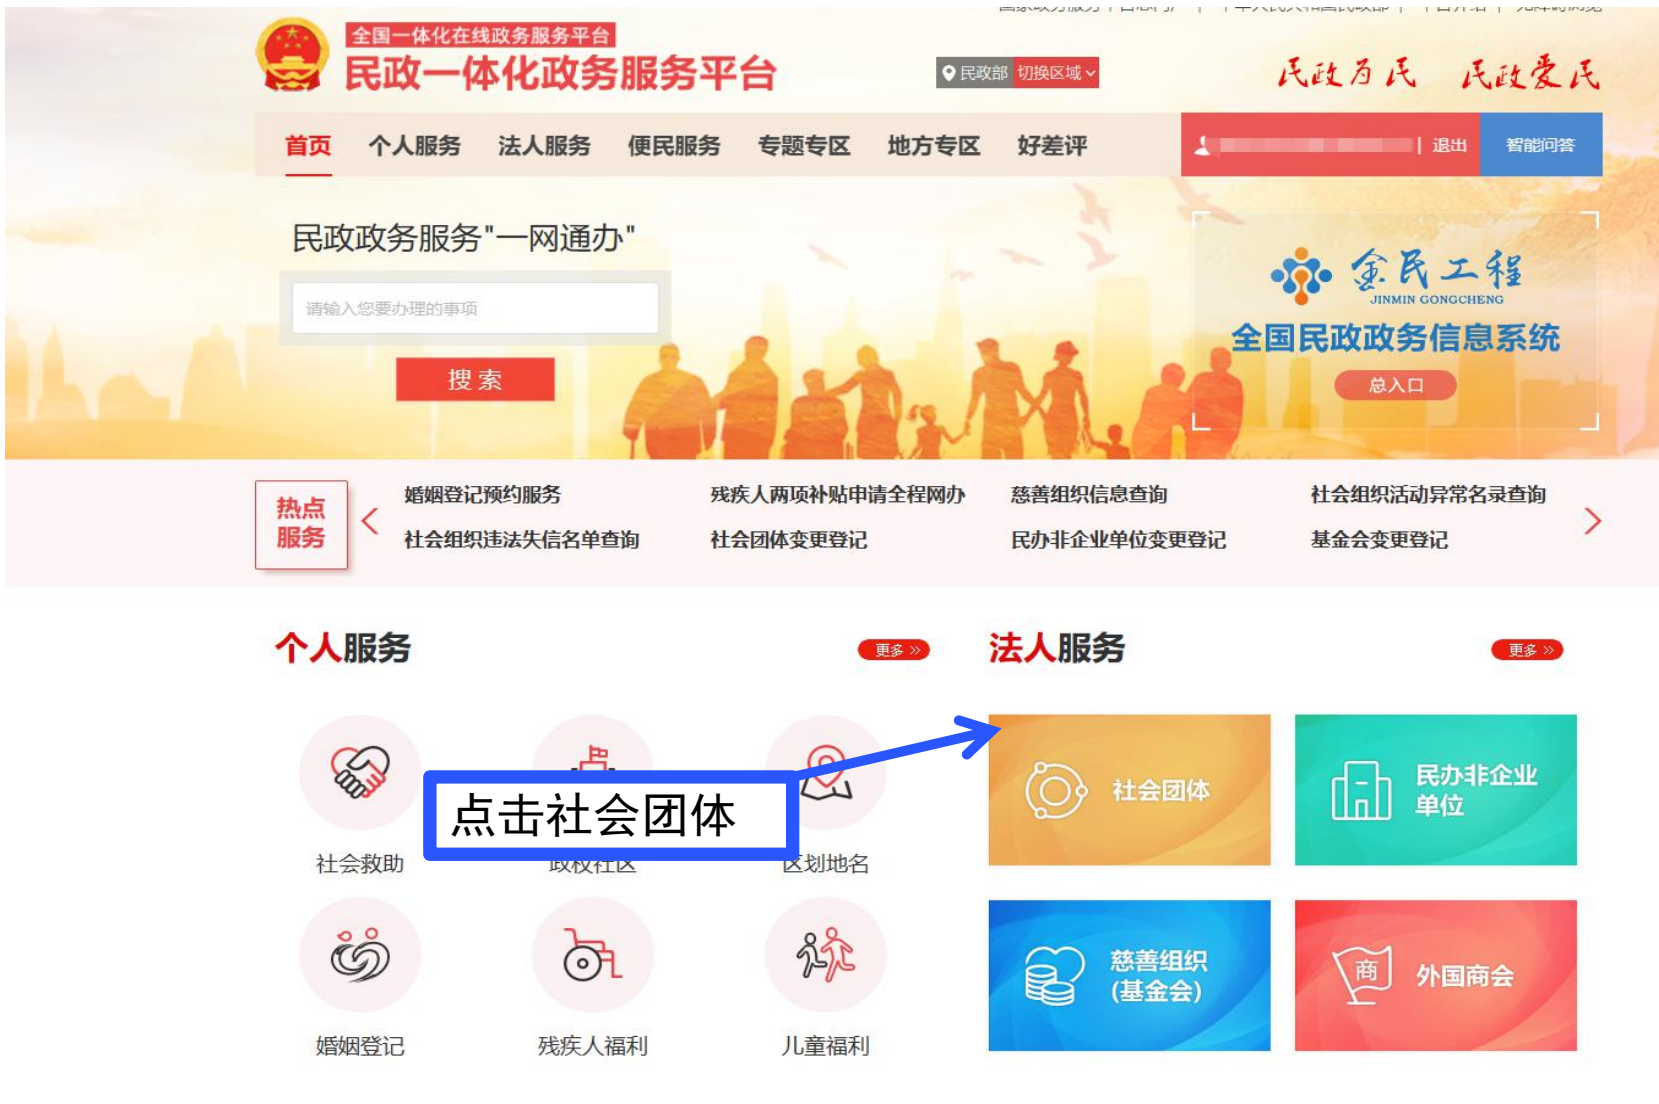 全国一体化在线政务服务平台
民政一体化政务服务平台
民政部 切换区域
民政为民 民政爱民
首页 个人服务 法人服务 便民服务 专题专区 地方专区 好差评
退出 智能问答
民政政务服务"一网通办"
请输入您要办理的事项
搜索
金民工程
JINMIN GONGCHENG
全国民政政务信息系统
总入口
热点服务
婚姻登记预约服务 残疾人两项补贴申请全程网办 慈善组织信息查询 社会组织活动异常名录查询
社会组织违法失信名单查询 社会团体变更登记 民办非企业单位变更登记 基金会变更登记
个人服务 更多
法人服务 更多
点击社会团体
社会救助 政权社区 区划地名
婚姻登记 残疾人福利 儿童福利
社会团体
民办非企业
单位
慈善组织
(基金会)
商
外国商会